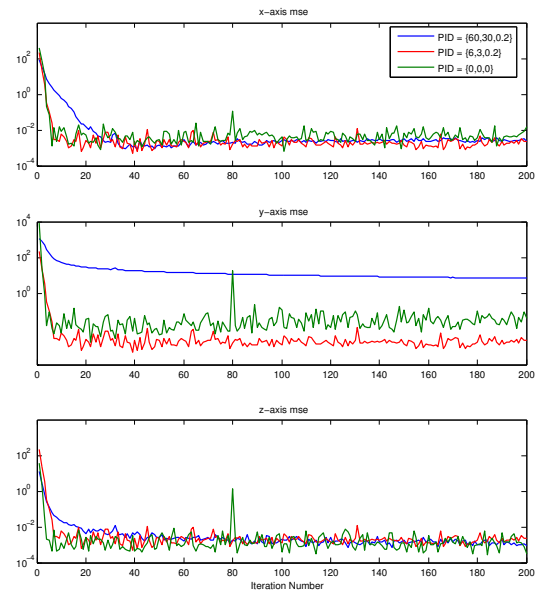 x−axis mse
PID = {60,30,0.2}
PID = {6,3,0.2}
PID = {0,0,0}
10^2
10^0
10^−2
10^−4
0 20 40 60 80 100 120 140 160 180 200
y−axis mse
10^4
10^2
10^0
0 20 40 60 80 100 120 140 160 180 200
z−axis mse
10^2
10^0
10^−2
10^−4
0 20 40 60 80 100 120 140 160 180 200
Iteration Number